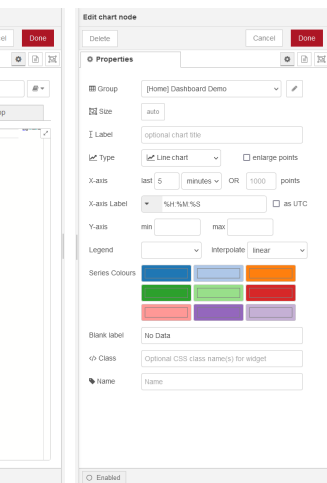 Edit chart node
Done
Delete
Cancel
Done
Properties
Group
[Home] Dashboard Demo
Size
auto
Label
optional chart title
Type
Line chart
enlarge points
X-axis
last 5 minutes OR 1000 points
X-axis Label
%H:%M:%S
as UTC
Y-axis
min
max
Legend
interpolate linear
Series Colours
Blank label
No Data
</> Class
Optional CSS class name(s) for widget
Name
Name
Enabled